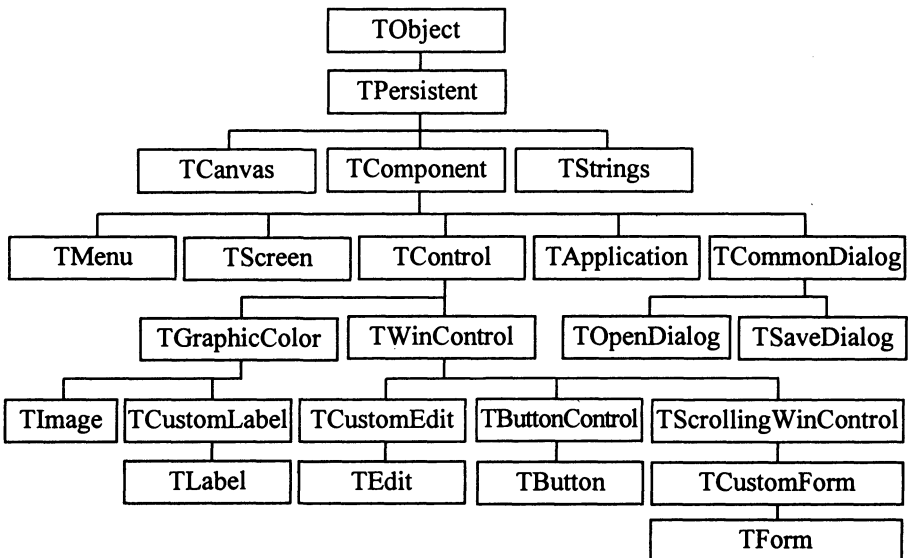 TObject
TPersistent
TCanvas TComponent TStrings
TMenu TScreen TControl TApplication TCommonDialog
TGraphicColor TWinControl TOpenDialog TSaveDialog
TImage TCustomLabel TCustomEdit TButtonControl TScrollingWinControl
TLabel TEdit TButton TCustomForm
TForm